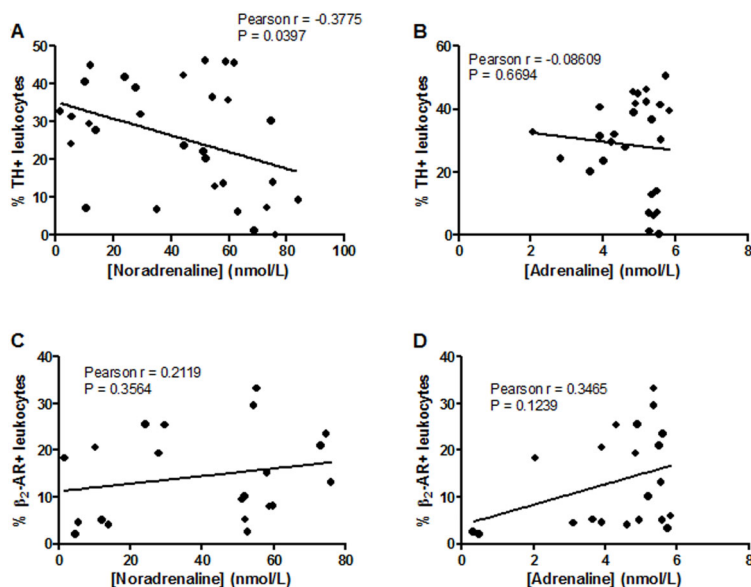 A
Pearson r = -0.3775
P = 0.0397
% TH+ leukocytes
50
40
30
20
10
0
0 20 40 60 80 100
[Noradrenaline] (nmol/L)
B
Pearson r = -0.08609
P = 0.6694
% TH+ leukocytes
60
40
20
0
0 2 4 6 8
[Adrenaline] (nmol/L)
C
Pearson r = 0.2119
P = 0.3564
% β₂-AR+ leukocytes
40
30
20
10
0
0 20 40 60 80
[Noradrenaline] (nmol/L)
D
Pearson r = 0.3465
P = 0.1239
% β₂-AR+ leukocytes
40
30
20
10
0
0 2 4 6 8
[Adrenaline] (nmol/L)